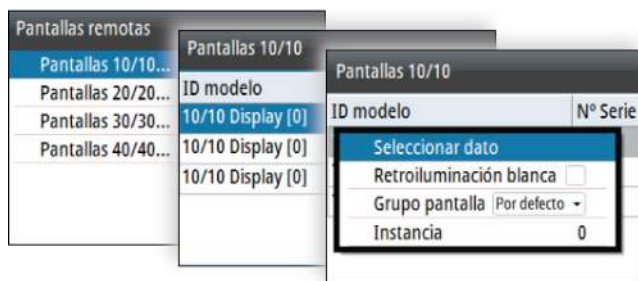 Pantallas remotas
Pantallas 10/10...
Pantallas 20/20...
Pantallas 30/30...
Pantallas 40/40...
Pantallas 10/10
ID modelo
10/10 Display [0]
10/10 Display [0]
10/10 Display [0]
Pantallas 10/10
ID modelo Nº Serie
Seleccionar dato
Retroiluminación blanca
Grupo pantalla Por defecto
Instancia 0